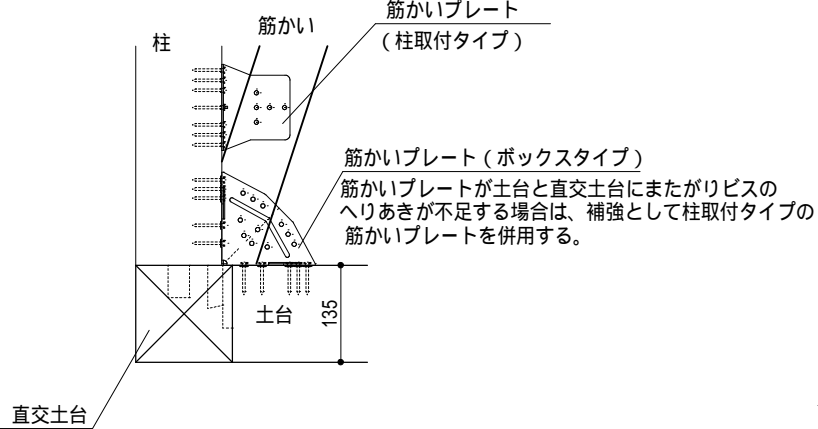 筋かいプレート
（柱取付タイプ）
筋かい
柱
筋かいプレート（ボックスタイプ）
筋かいプレートが土台と直交土台にまたがりビスの
へりあきが不足する場合は、補強として柱取付タイプの
筋かいプレートを併用する。
土台
135
直交土台